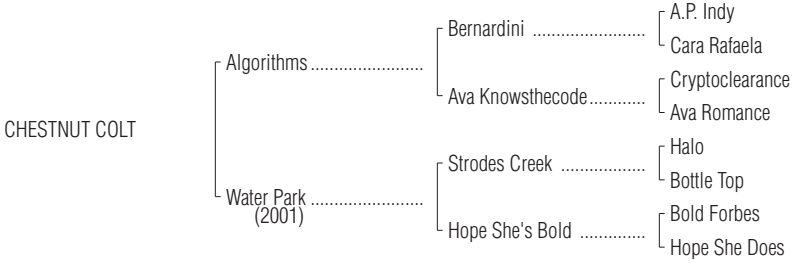 A.P. Indy
Bernardini ........................
Cara Rafaela
Algorithms ........................
Cryptoclearance
Ava Knowsthecode............
Ava Romance
CHESTNUT COLT
Halo
Strodes Creek ..................
Bottle Top
Water Park ........................
(2001)
Bold Forbes
Hope She's Bold ..............
Hope She Does